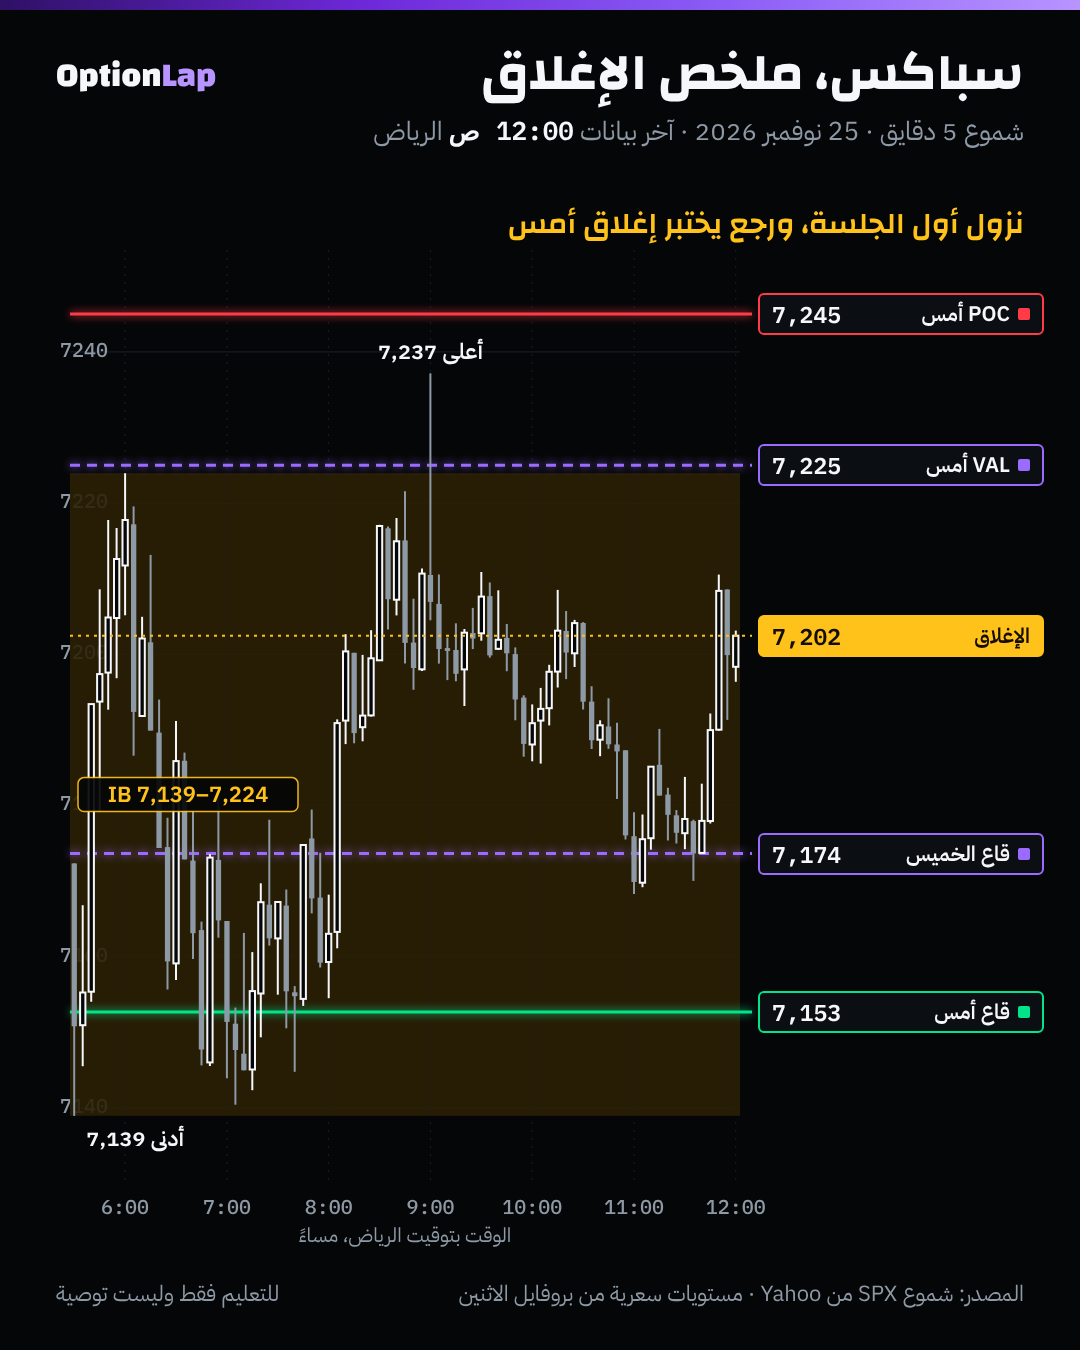 OptionLap
سباكس، ملخص الإغلاق
شموع 5 دقايق · 25 نوفمبر 2026 · آخر بيانات 12:00 ص الرياض
نزول أول الجلسة، ورجع يختبر إغلاق أمس
POC أمس 7,245
7240
أعلى 7,237
VAL أمس 7,225
7220
الإغلاق 7,202
7200
IB 7,139–7,224
قاع الخميس 7,174
قاع أمس 7,153
7140
أدنى 7,139
6:00 7:00 8:00 9:00 10:00 11:00 12:00
الوقت بتوقيت الرياض، مساءً
المصدر: شموع SPX من Yahoo · مستويات سعرية من بروفايل الاثنين
للتعليم فقط وليست توصية